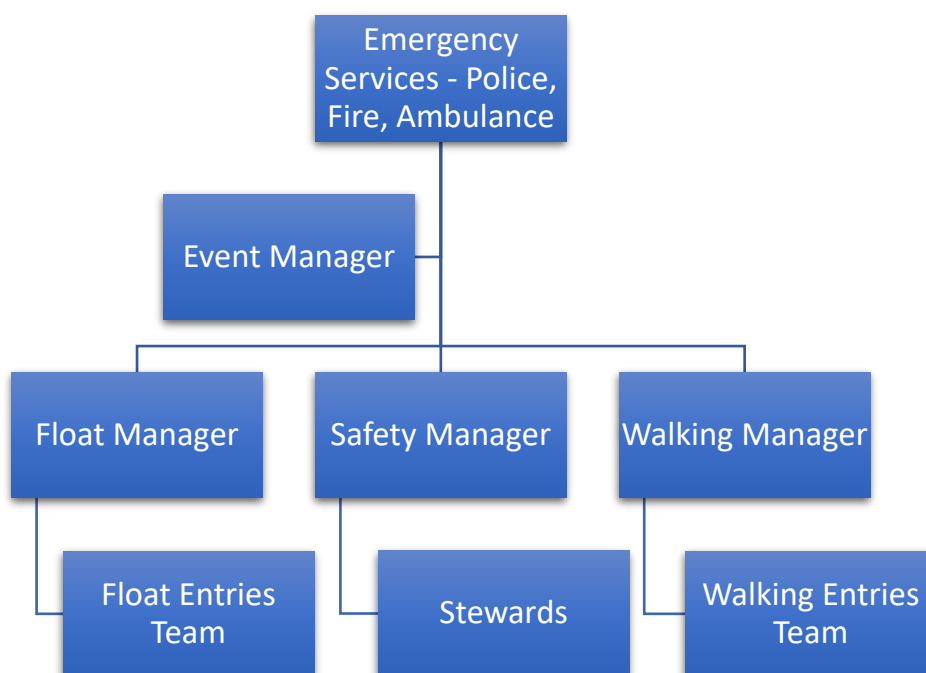 Emergency
Services - Police,
Fire, Ambulance
Event Manager
Float Manager
Safety Manager
Walking Manager
Float Entries
Team
Stewards
Walking Entries
Team